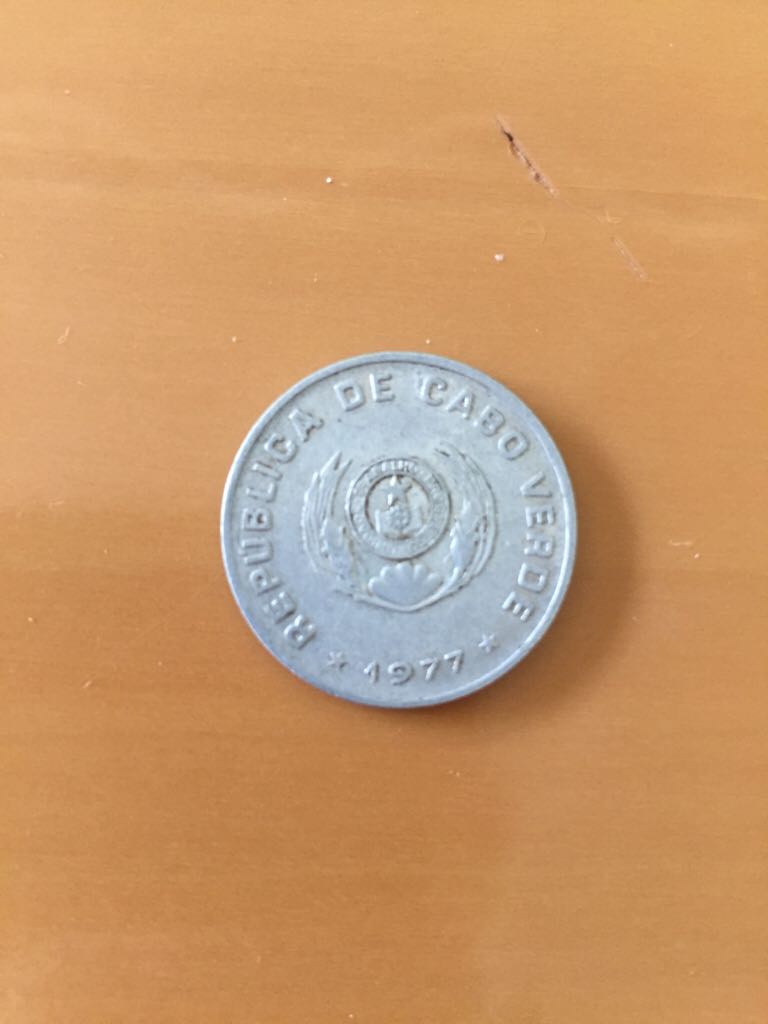 REPUBLICA DE CABO VERDE
★ 1977 ★